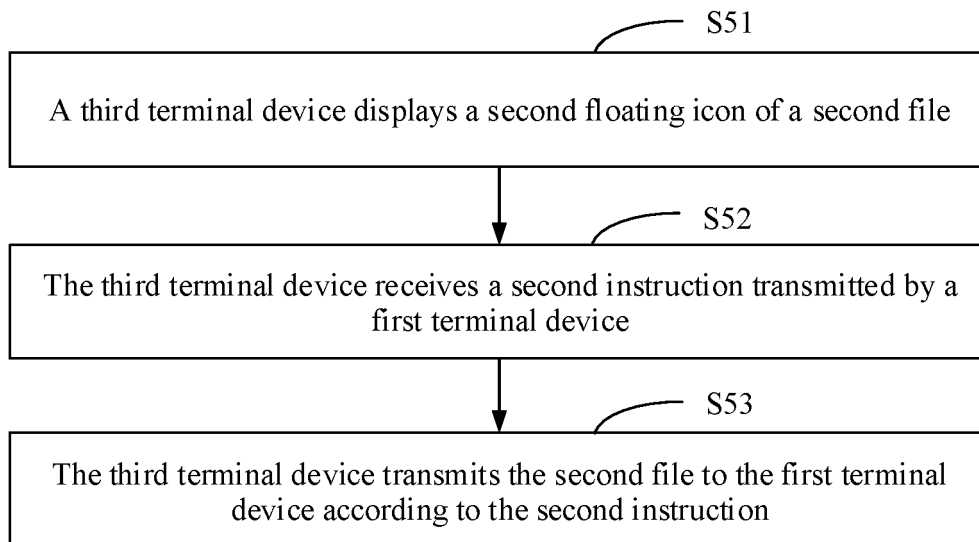 S51
A third terminal device displays a second floating icon of a second file
S52
The third terminal device receives a second instruction transmitted by a
first terminal device
S53
The third terminal device transmits the second file to the first terminal
device according to the second instruction